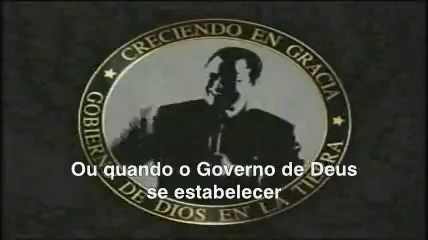 CRECIENDO EN GRACIA
GOBIERNO DE DIOS EN LA TIERRA
Ou quando o Governo de Deus
se estabelecer